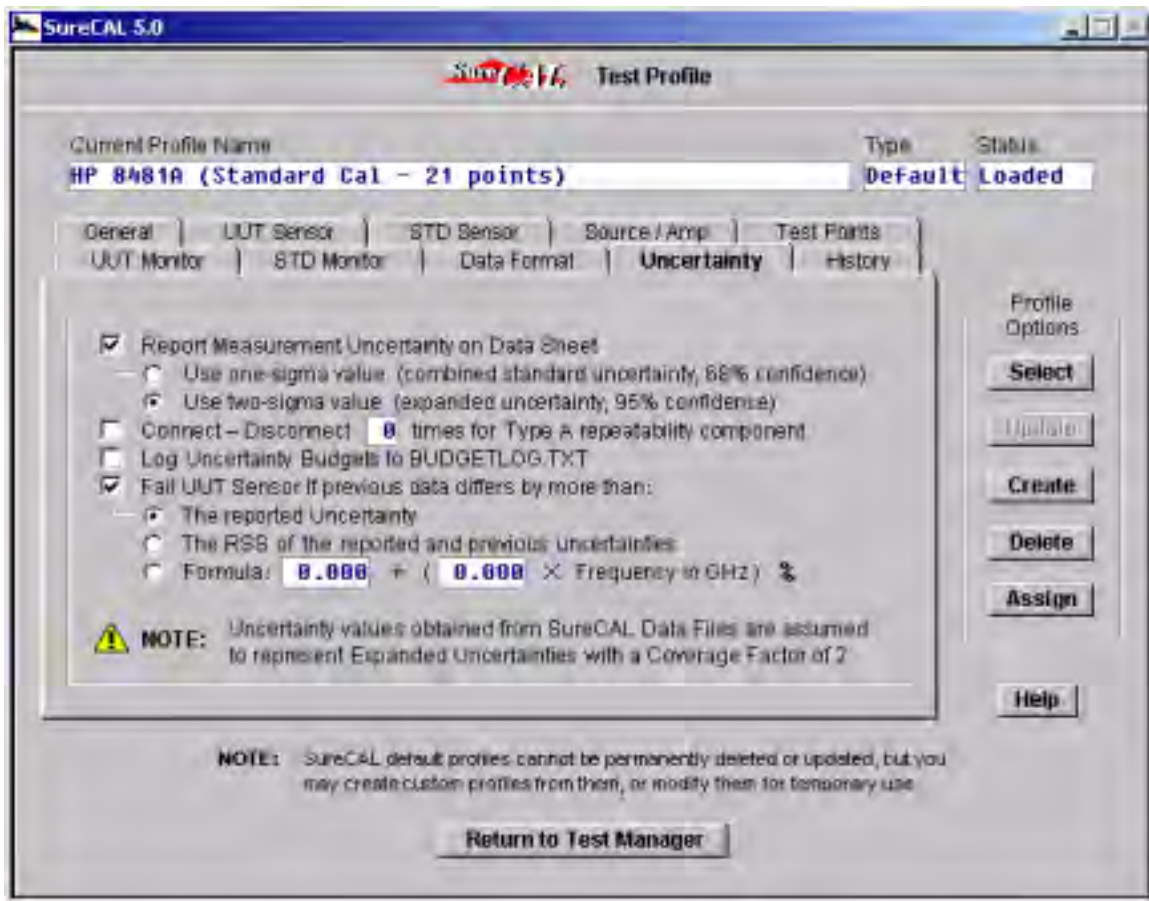 SureCAL 5.0
SureCAL Test Profile
Current Profile Name Type Status
HP 8481A (Standard Cal - 21 points) Default Loaded
General UUT Sensor STD Sensor Source / Amp Test Points
UUT Monitor STD Monitor Data Format Uncertainty History
Profile
Options
Report Measurement Uncertainty on Data Sheet
Use one-sigma value (combined standard uncertainty, 68% confidence)
Select
Use two-sigma value (expanded uncertainty, 95% confidence)
Connect – Disconnect 0 times for Type A repeatability component
Update
Log Uncertainty Budgets to BUDGETLOG.TXT
Fail UUT Sensor if previous data differs by more than:
Create
The reported Uncertainty
The RSS of the reported and previous uncertainties
Delete
Formula: 0.000 + ( 0.000 × Frequency in GHz ) %
Assign
NOTE: Uncertainty values obtained from SureCAL Data Files are assumed
to represent Expanded Uncertainties with a Coverage Factor of 2
Help
NOTE: SureCAL default profiles cannot be permanently deleted or updated, but you
may create custom profiles from them, or modify them for temporary use
Return to Test Manager